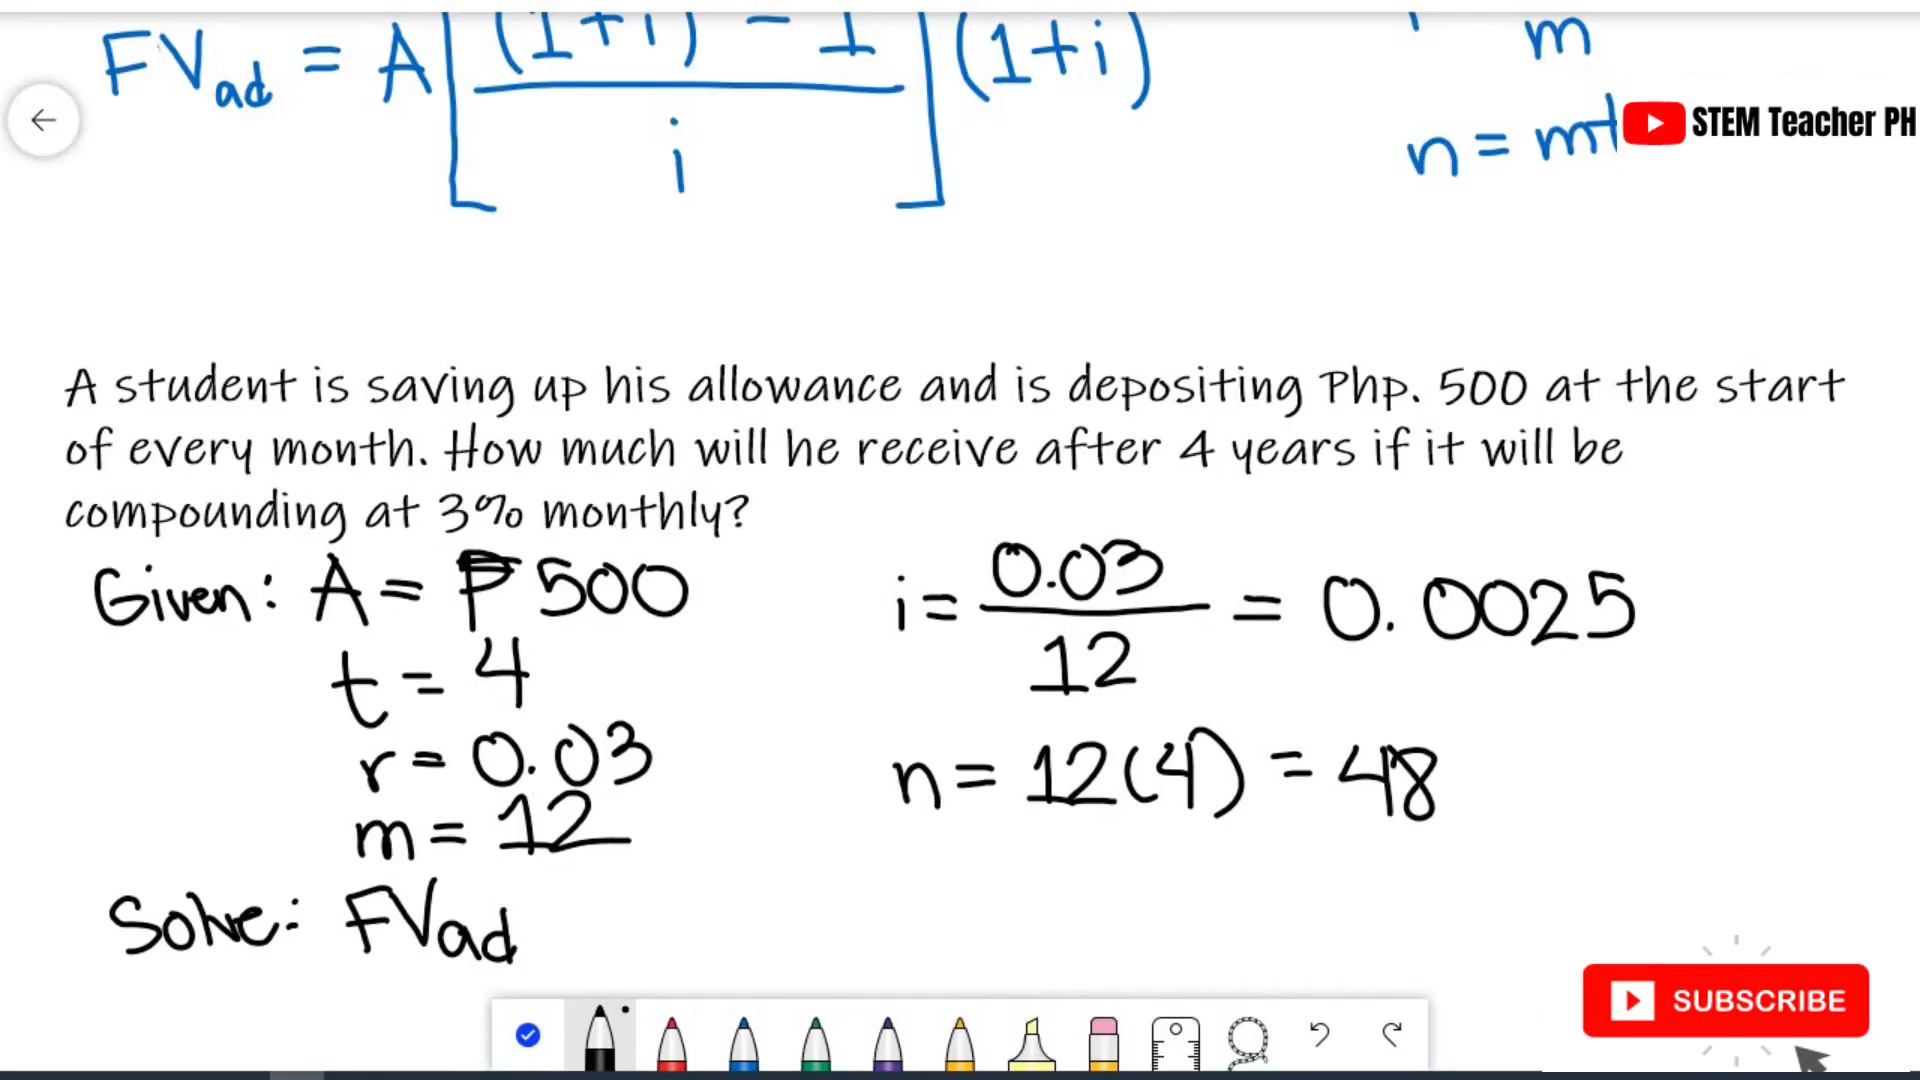 FVad = A[((1+i) - 1)/i](1+i)
m
n = mt
STEM Teacher PH
A student is saving up his allowance and is depositing Php. 500 at the start
of every month. How much will he receive after 4 years if it will be
compounding at 3% monthly?
Given: A = ₱500
t = 4
r = 0.03
m = 12
i = 0.03/12 = 0.0025
n = 12(4) = 48
Solve: FVad
SUBSCRIBE